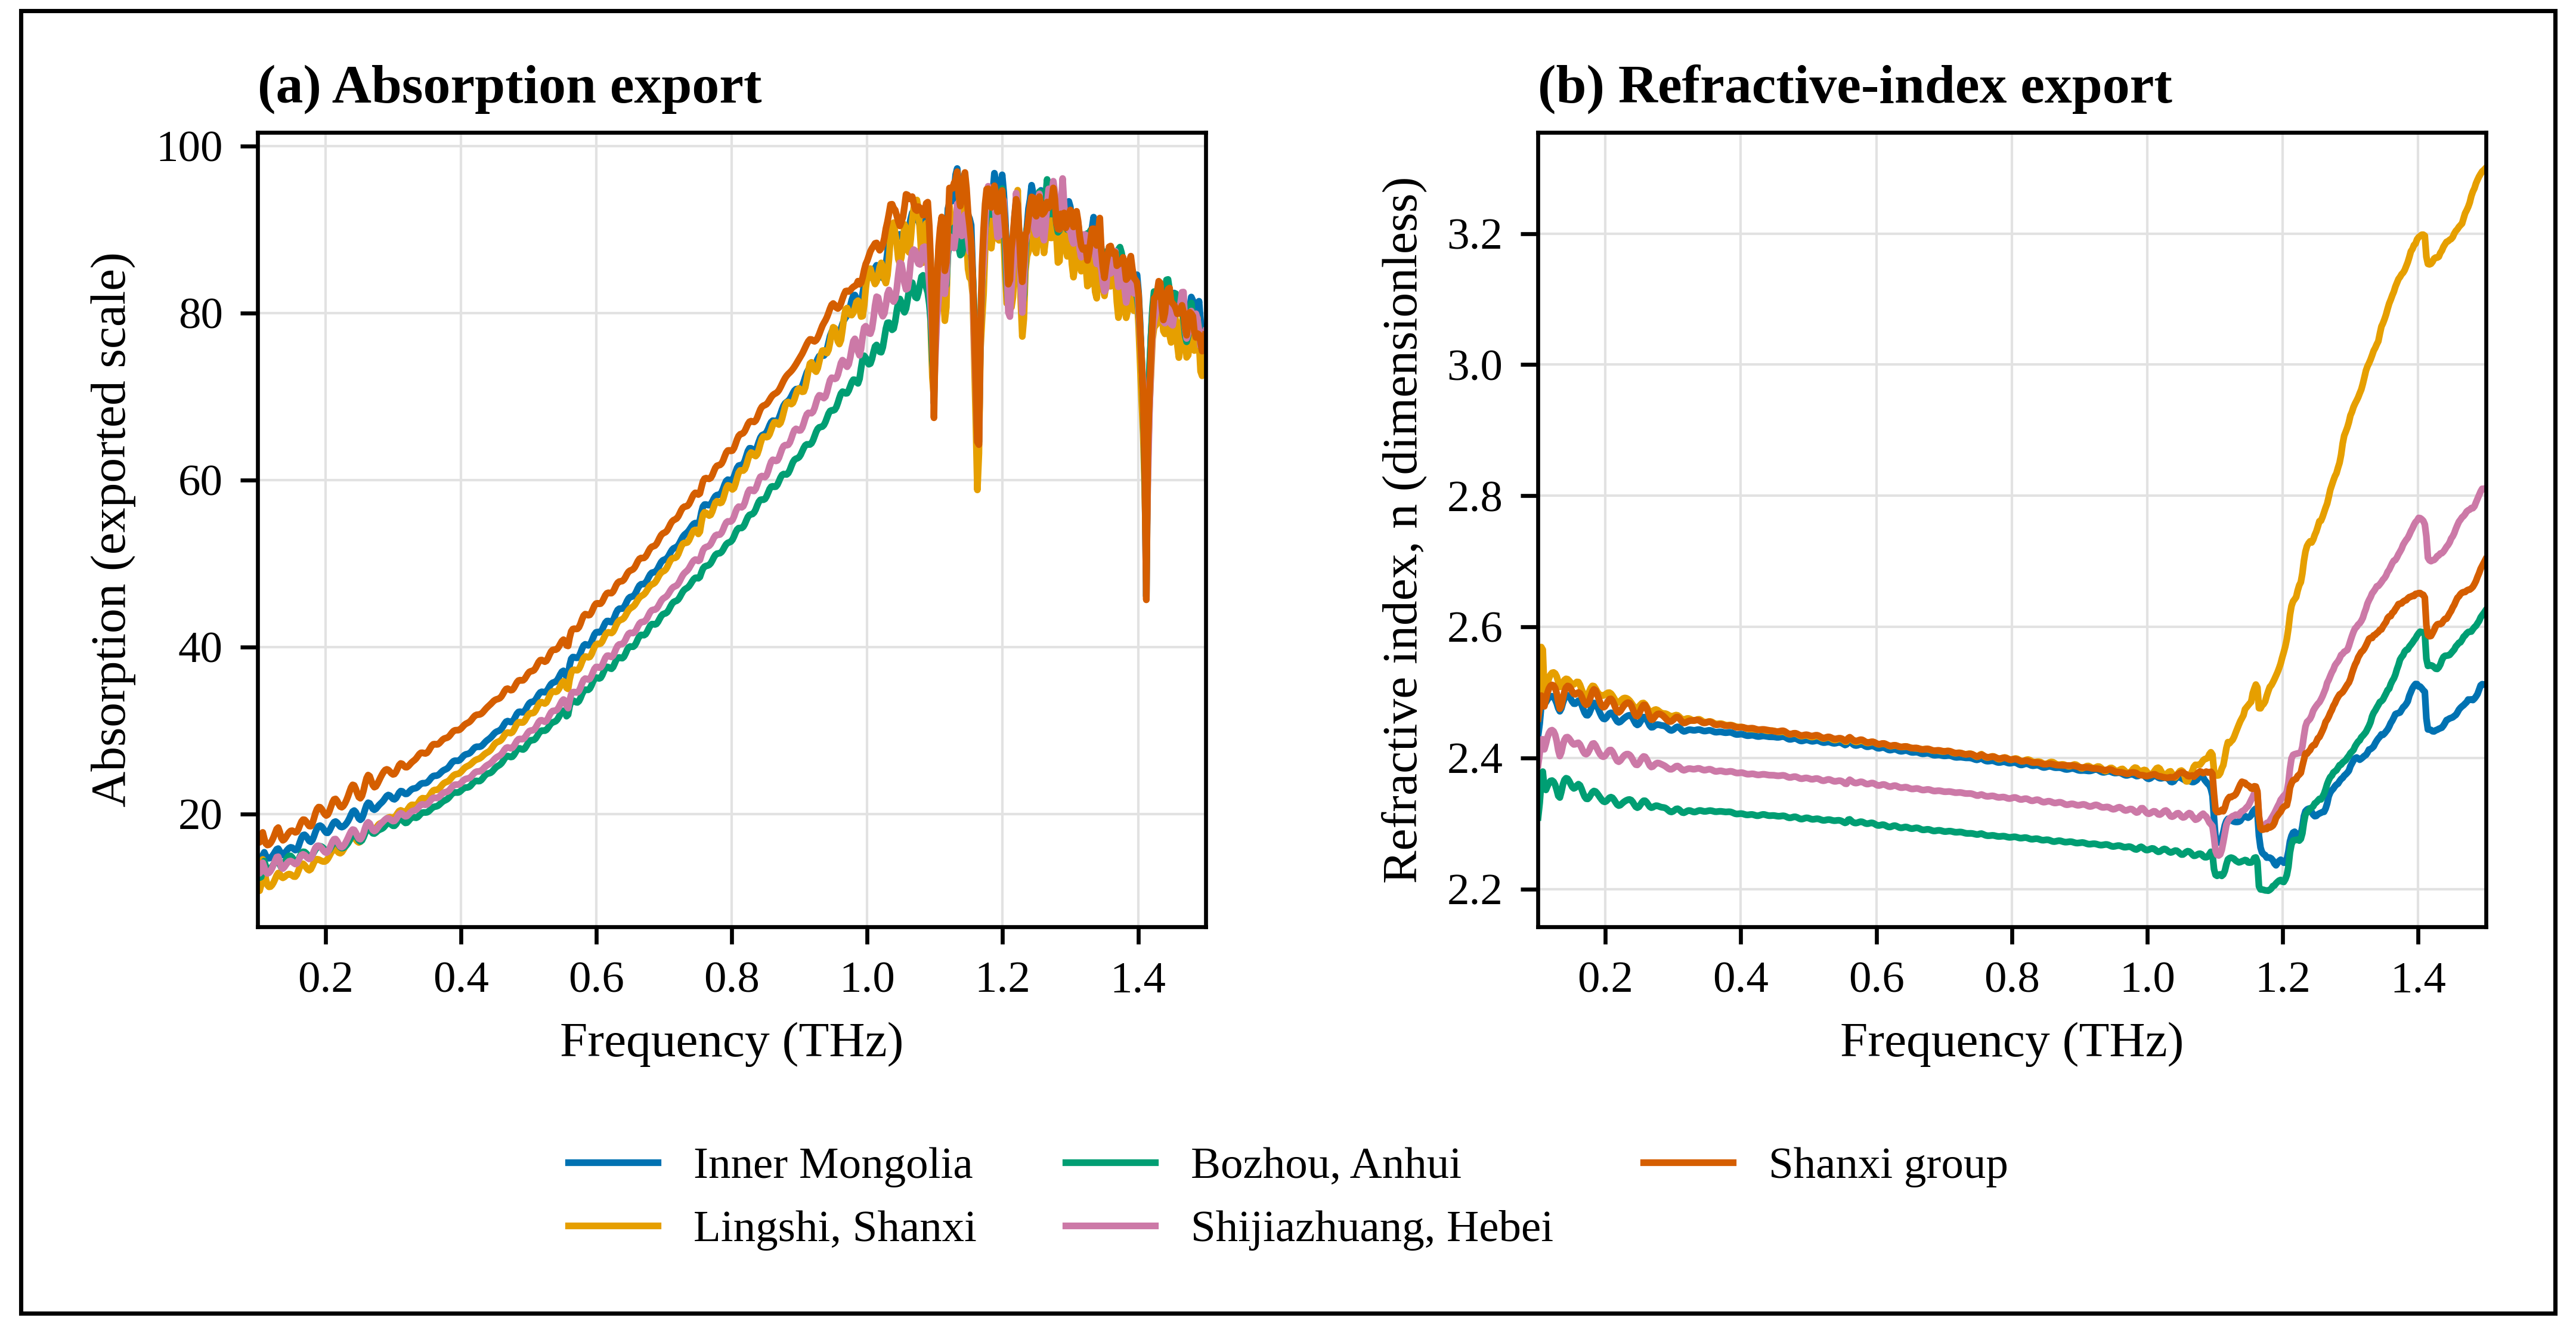 (a) Absorption export
100
80
60
40
20
Absorption (exported scale)
0.2 0.4 0.6 0.8 1.0 1.2 1.4
Frequency (THz)
(b) Refractive-index export
3.2
3.0
2.8
2.6
2.4
2.2
Refractive index, n (dimensionless)
0.2 0.4 0.6 0.8 1.0 1.2 1.4
Frequency (THz)
Inner Mongolia
Lingshi, Shanxi
Bozhou, Anhui
Shijiazhuang, Hebei
Shanxi group